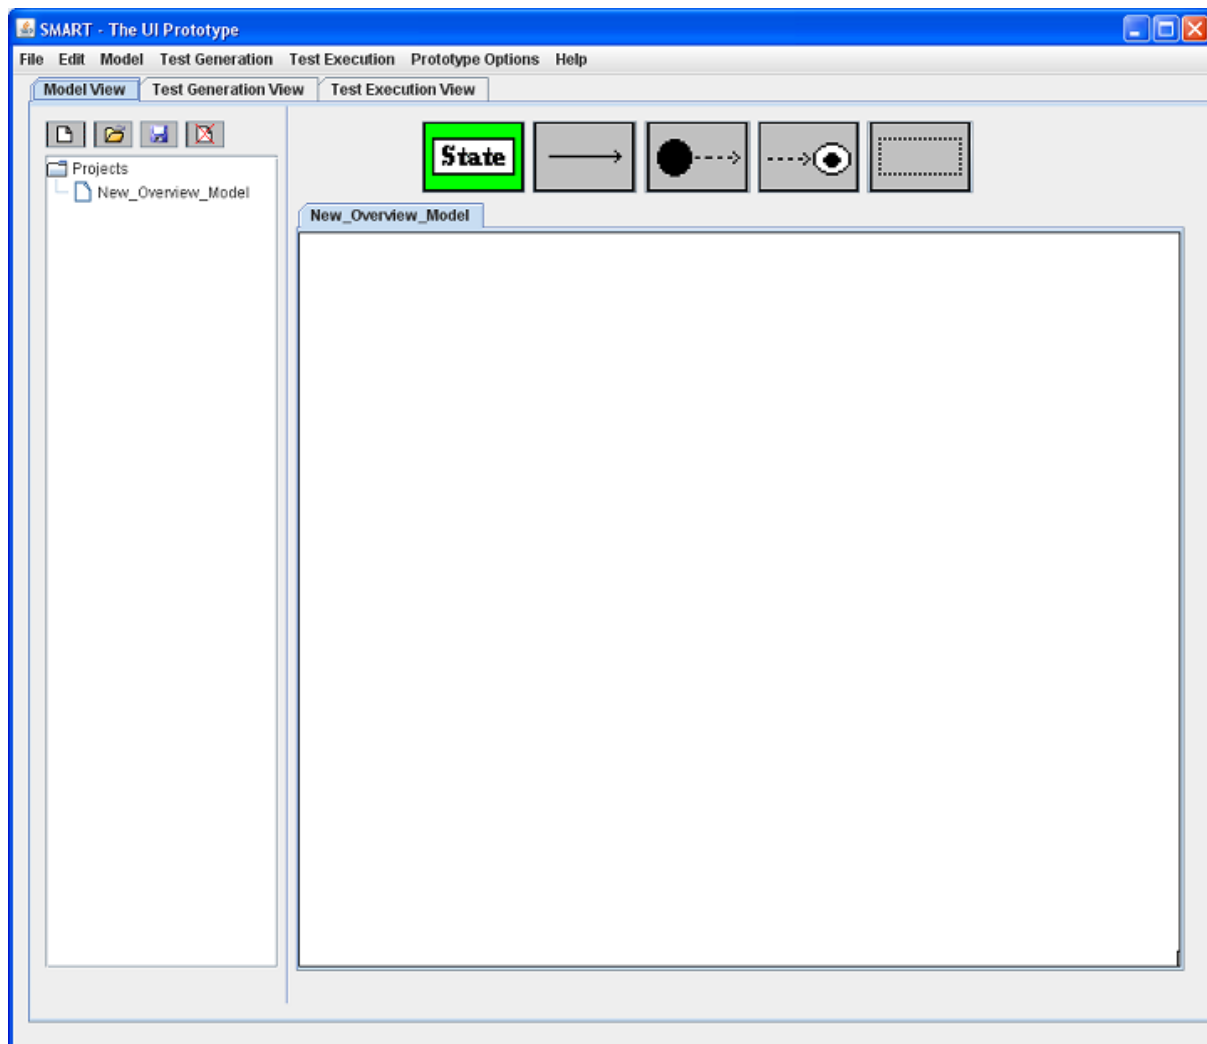 SMART - The UI Prototype
File Edit Model Test Generation Test Execution Prototype Options Help
Model View Test Generation View Test Execution View
State
Projects
New_Overview_Model
New_Overview_Model